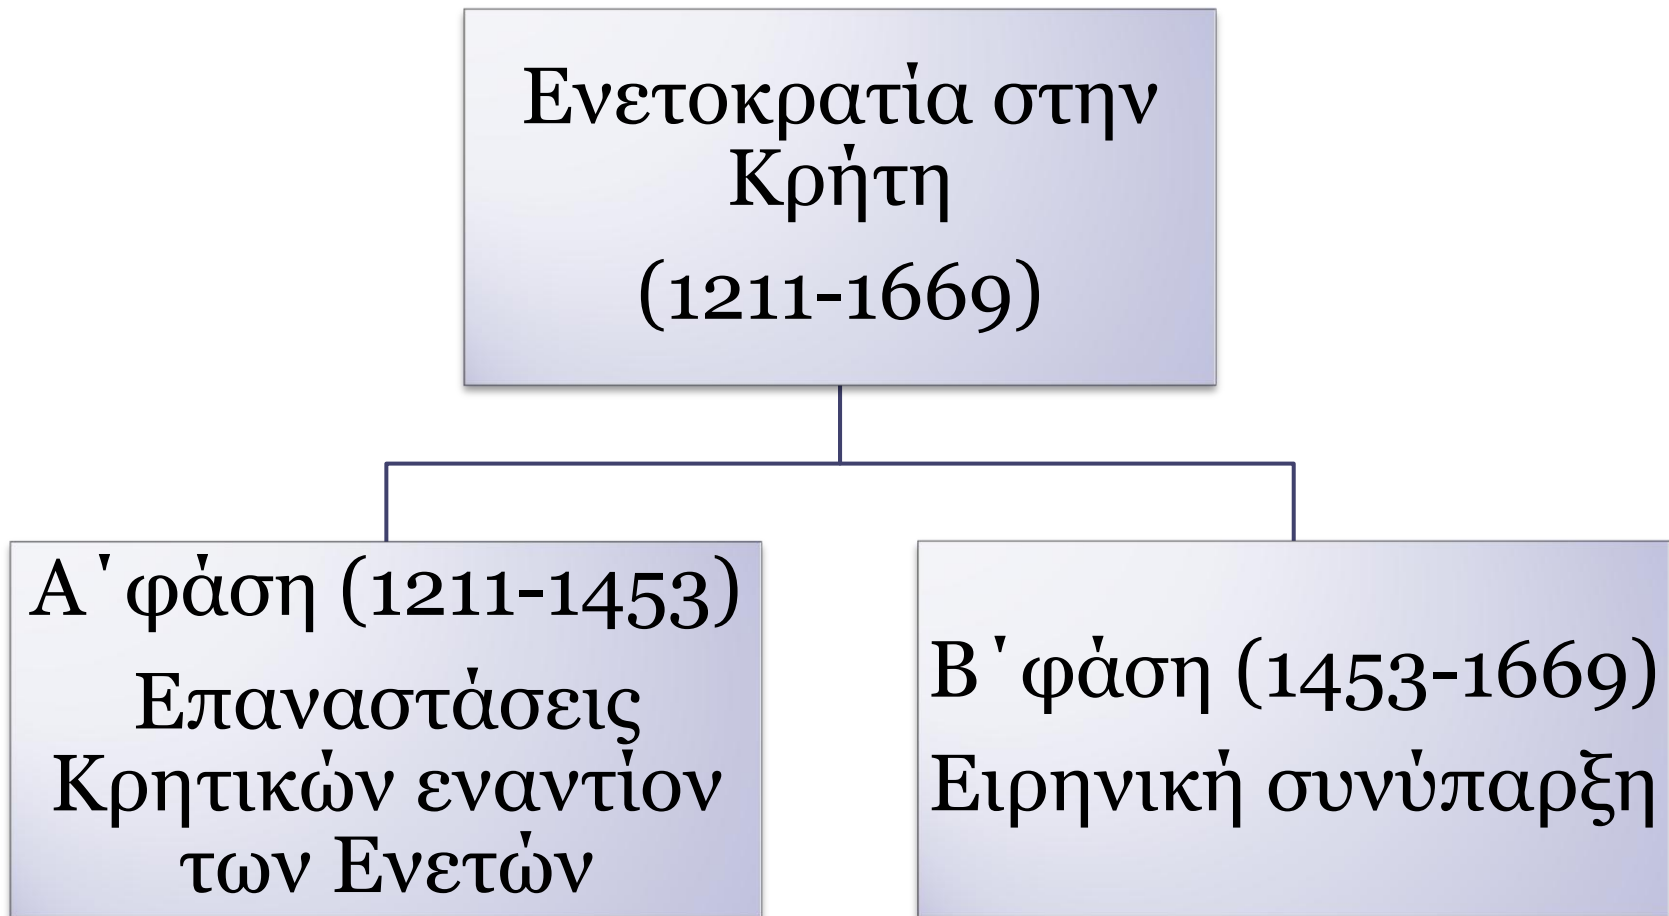 Ενετοκρατία στην
Κρήτη
(1211-1669)
Α΄φάση (1211-1453)
Επαναστάσεις
Κρητικών εναντίον
των Ενετών
Β΄φάση (1453-1669)
Ειρηνική συνύπαρξη